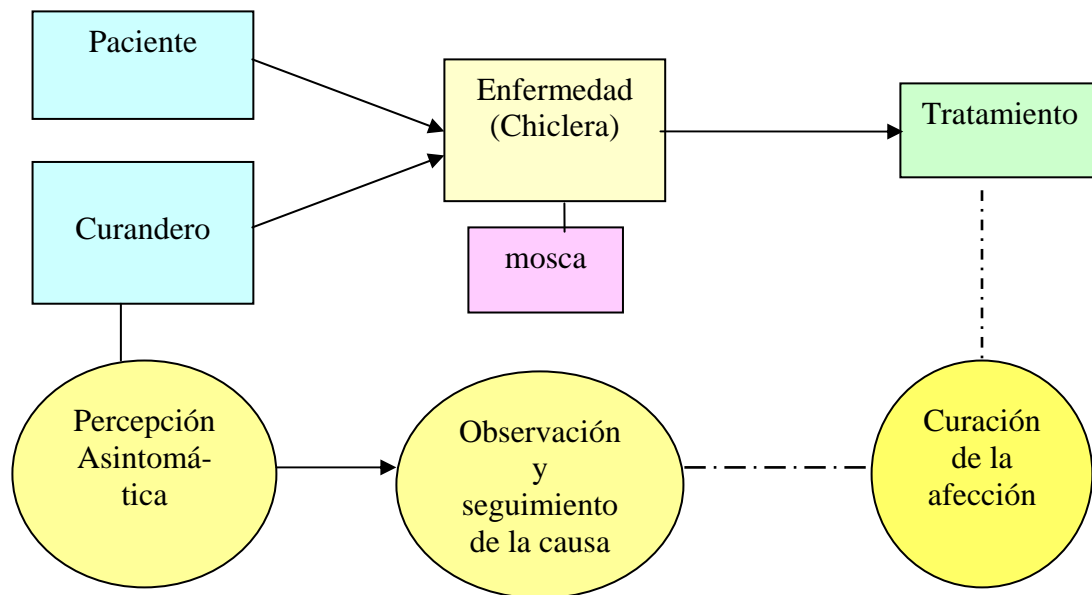 Paciente
Enfermedad
(Chiclera)
Tratamiento
Curandero
mosca
Percepción
Asintomá-
tica
Observación
y
seguimiento
de la causa
Curación
de la
afección